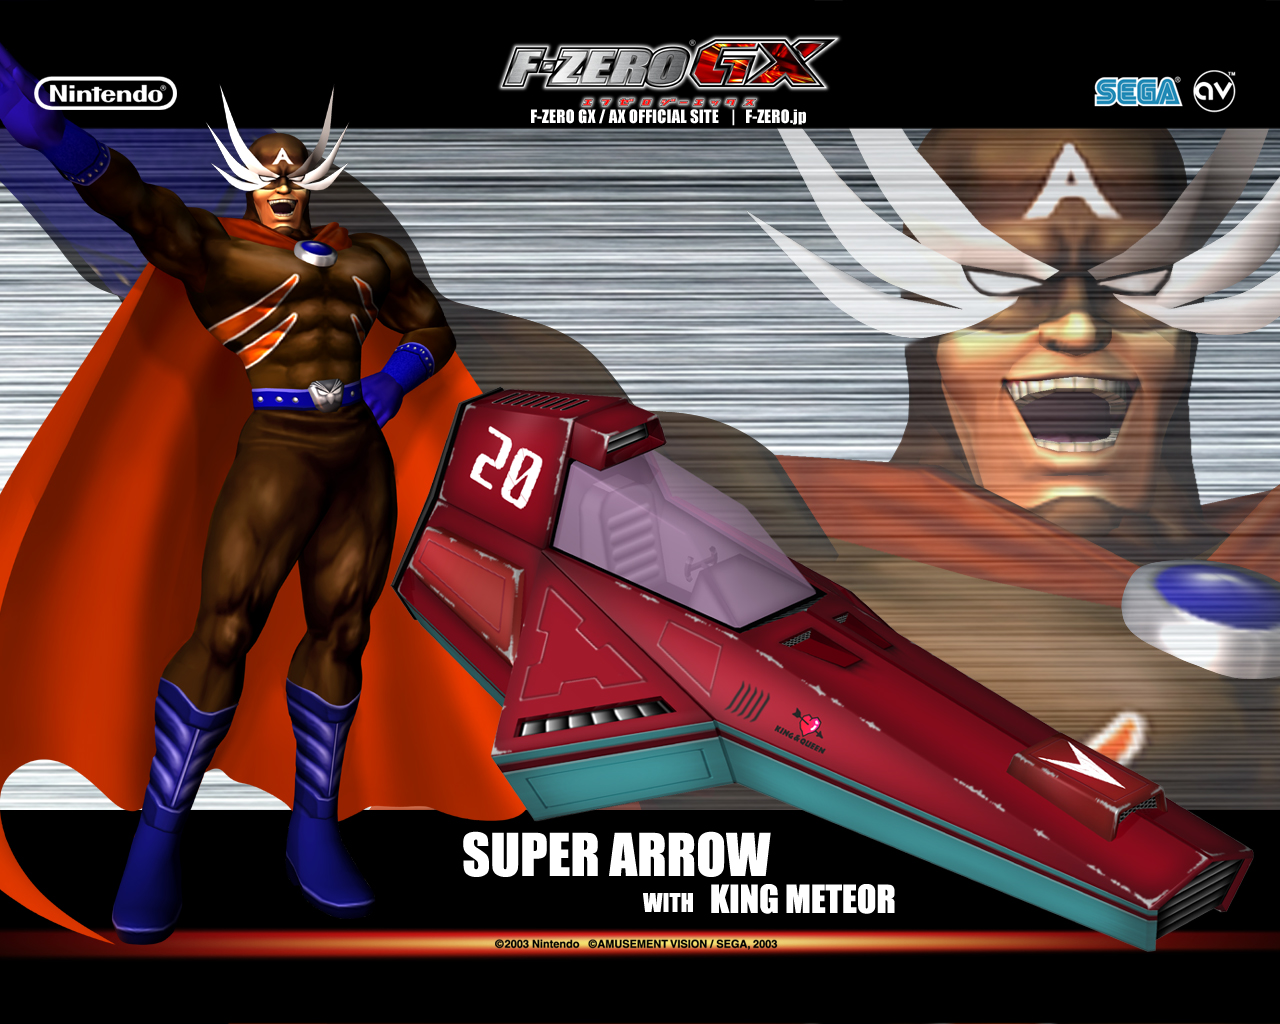 F-ZERO® GX
エフゼロ ジーエックス
Nintendo®
SEGA® av™
F-ZERO GX / AX OFFICIAL SITE | F-ZERO.jp
A
A
20
KING & QUEEN
SUPER ARROW
WITH KING METEOR
©2003 Nintendo ©AMUSEMENT VISION / SEGA, 2003